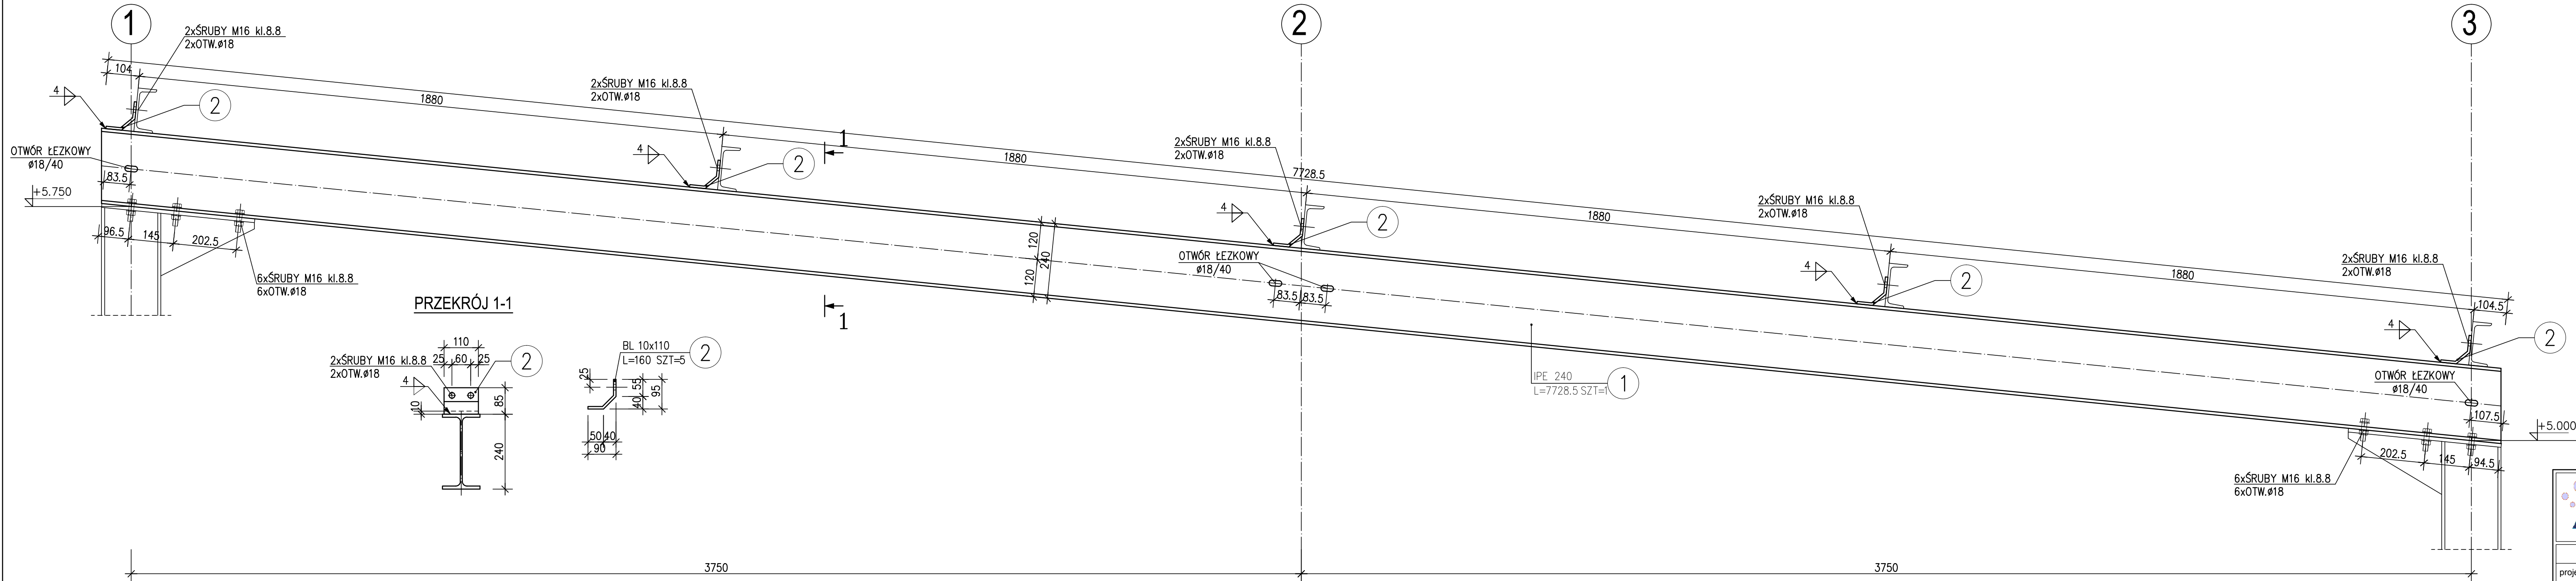 1
2
3
2xŚRUBY M16 kl.8.8
2xOTW.ø18
104
4
2
1880
OTWÓR ŁEZKOWY
ø18/40
83.5
+5.750
96.5
145
202.5
6xŚRUBY M16 kl.8.8
6xOTW.ø18
2xŚRUBY M16 kl.8.8
2xOTW.ø18
4
2
1
1
1880
7728.5
120
120
240
2xŚRUBY M16 kl.8.8
2xOTW.ø18
4
2
OTWÓR ŁEZKOWY
ø18/40
83.5
83.5
1880
IPE 240
L=7728.5 SZT=1
1
2xŚRUBY M16 kl.8.8
2xOTW.ø18
4
2
1880
2xŚRUBY M16 kl.8.8
2xOTW.ø18
104.5
4
2
OTWÓR ŁEZKOWY
ø18/40
107.5
+5.000
202.5
145
94.5
6xŚRUBY M16 kl.8.8
6xOTW.ø18
PRZEKRÓJ 1-1
110
25
60
25
2
2xŚRUBY M16 kl.8.8
2xOTW.ø18
4
10
85
240
BL 10x110
L=160 SZT=5
2
25
55
40
95
50
40
90
3750
3750